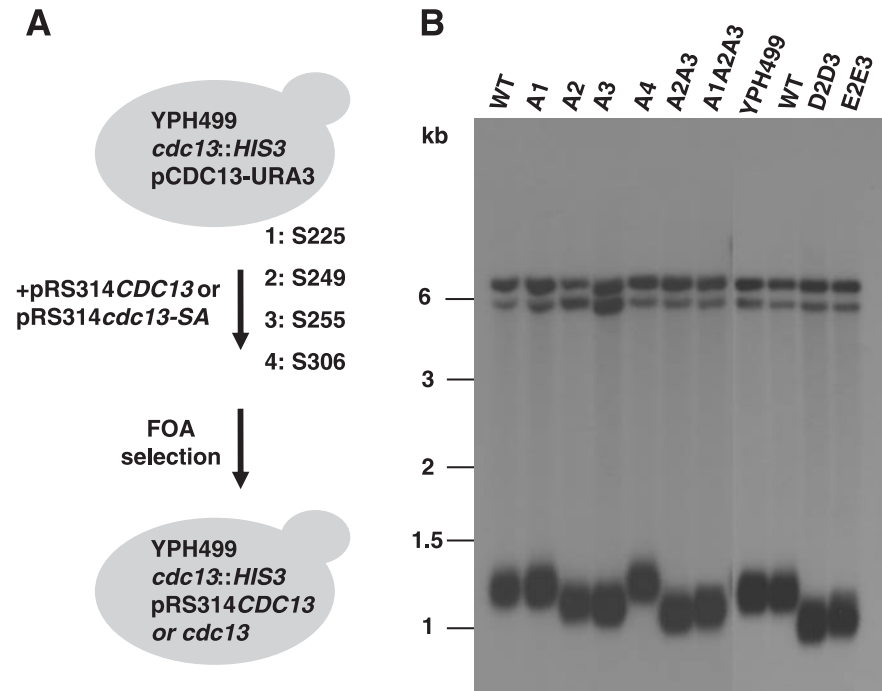 A
YPH499
cdc13::HIS3
pCDC13-URA3
1: S225
2: S249
3: S255
4: S306
+pRS314CDC13 or
pRS314cdc13-SA
FOA
selection
YPH499
cdc13::HIS3
pRS314CDC13
or cdc13
B
WT
A1
A2
A3
A4
A2A3
A1A2A3
YPH499
WT
D2D3
E2E3
kb
6
3
2
1.5
1